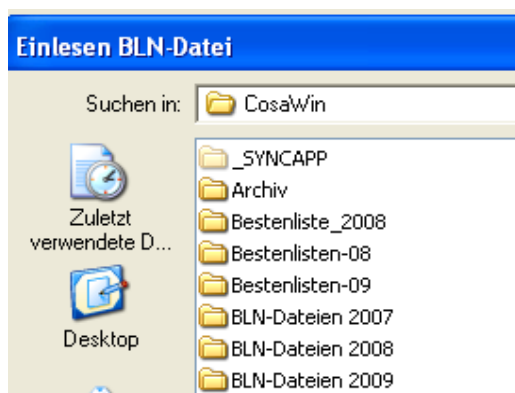 Einlesen BLN-Datei
Suchen in: CosaWin
_SYNCAPP
Archiv
Bestenliste_2008
Bestenlisten-08
Bestenlisten-09
BLN-Dateien 2007
BLN-Dateien 2008
BLN-Dateien 2009
Zuletzt
verwendete D...
Desktop